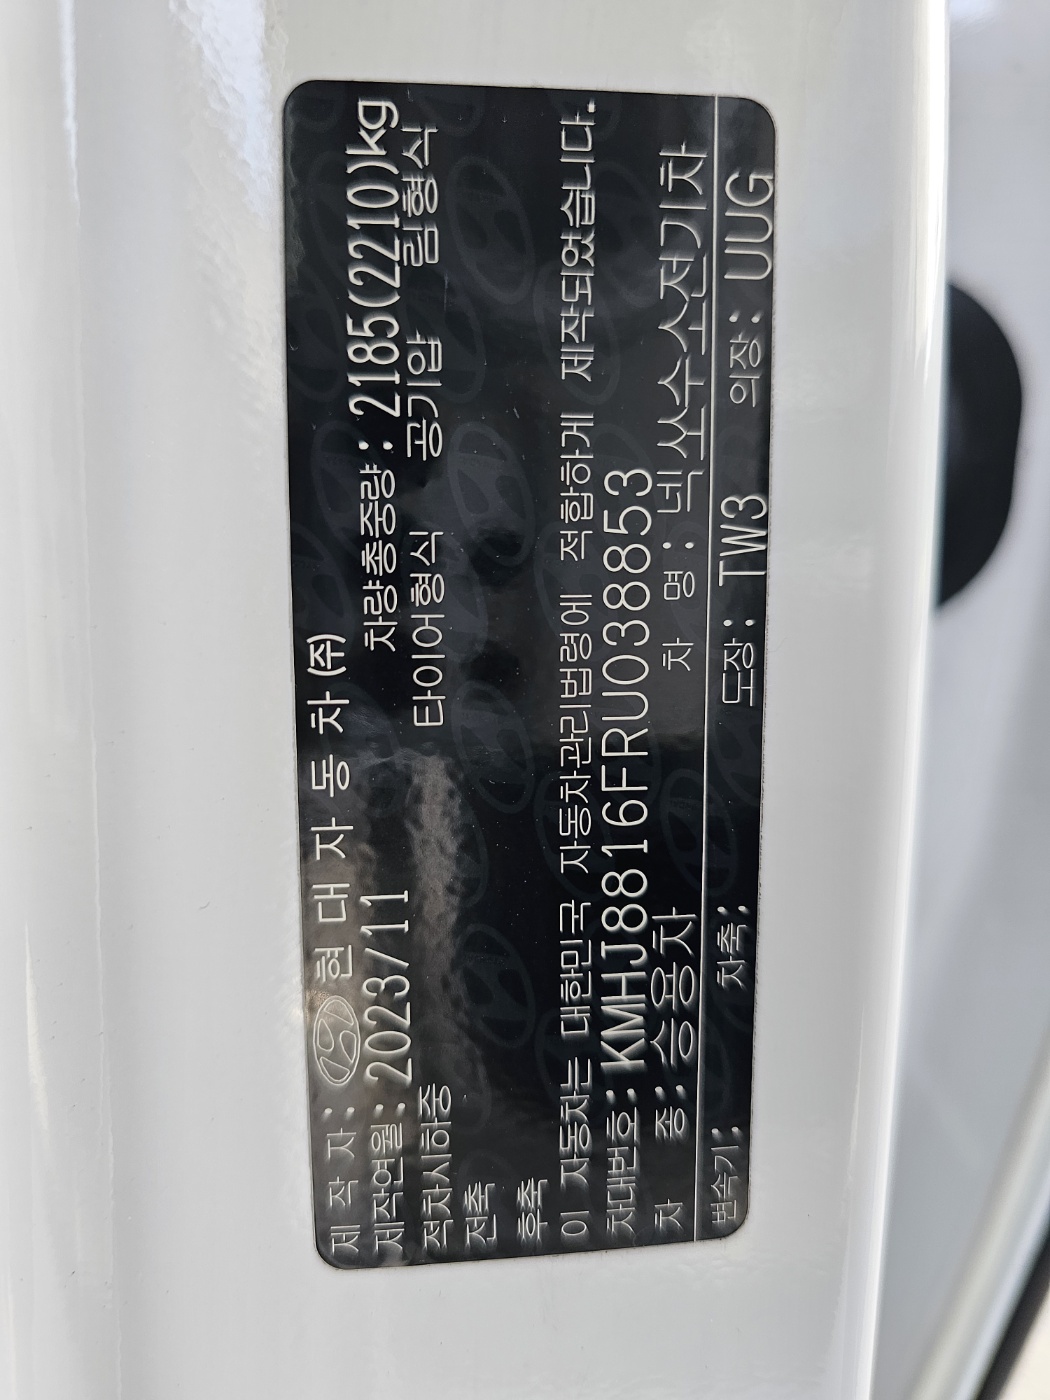 제 작 자 : 현 대 자 동 차 (주)
제작연월: 2023/11 차량총중량 : 2185(2210)kg
적차시하중 타이어형식 공기압 림형식
전축
후축
이 자동차는 대한민국 자동차관리법령에 적합하게 제작되었습니다.
차대번호: KMHJ8816FRU038853
차 종: 승용차 차 명: 넥쏘수소전기차
변속기: 차축: 도장: TW3 의장: UUG